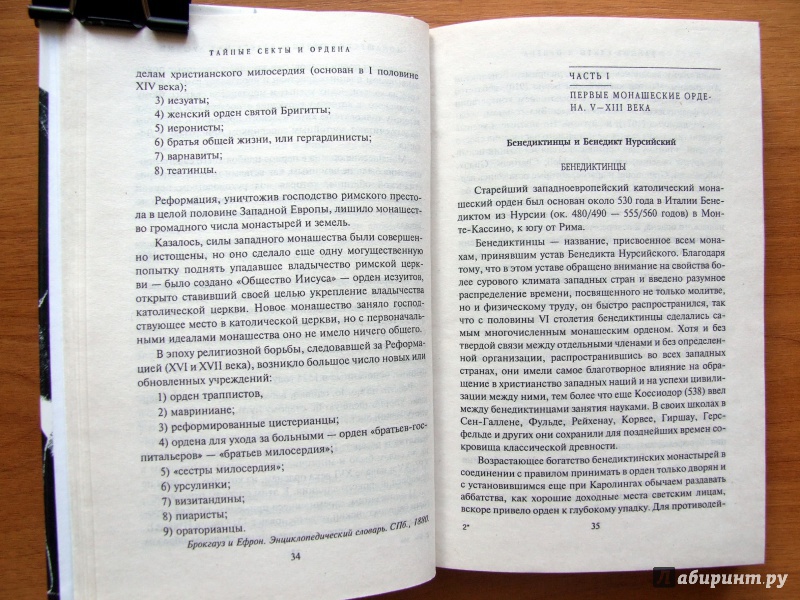 ТАЙНЫЕ СЕКТЫ И ОРДЕНА
делам христианского милосердия (основан в I половине
XIV века);
3) иезуаты;
4) женский орден святой Бригитты;
5) иеронисты;
6) братья общей жизни, или гергардинисты;
7) варнавиты;
8) театинцы.
Реформация, уничтожив господство римского престо-
ла в целой половине Западной Европы, лишило монашест-
во громадного числа монастырей и земель.
Казалось, силы западного монашества были совершен-
но истощены, но оно сделало еще одну могущественную
попытку поднять упадавшее владычество римской церк-
ви — было создано «Общество Иисуса» — орден иезуитов,
открыто ставивший своей целью укрепление владычества
католической церкви. Новое монашество заняло господ-
ствующее место в католической церкви, но с первоначаль-
ными идеалами монашества оно не имело ничего общего.
В эпоху религиозной борьбы, следовавшей за Реформа-
цией (XVI и XVII века), возникло большое число новых или
обновленных учреждений:
1) орден траппистов,
2) мавриниане;
3) реформированные цистерианцы;
4) ордена для ухода за больными — орден «братьев-гос-
питальеров» — «братьев милосердия»;
5) «сестры милосердия»;
6) урсулинки;
7) визитандины;
8) пиаристы;
9) ораторианцы.
Брокгауз и Ефрон. Энциклопедический словарь. СПб., 1880.
34
ЧАСТЬ I
ПЕРВЫЕ МОНАШЕСКИЕ ОРДЕ-
НА. V—XIII ВЕКА
Бенедиктинцы и Бенедикт Нурсийский
БЕНЕДИКТИНЦЫ
Старейший западноевропейский католический мона-
шеский орден был основан около 530 года в Италии Бене-
диктом из Нурсии (ок. 480/490 — 555/560 годов) в Мон-
те-Кассино, к югу от Рима.
Бенедиктинцы — название, присвоенное всем мона-
хам, принявшим устав Бенедикта Нурсийского. Благодаря
тому, что в этом уставе обращено внимание на свойства бо-
лее сурового климата западных стран и введено разумное
распределение времени, посвященного не только молитве,
но и физическому труду, он быстро распространился, так
что с половины VI столетия бенедиктинцы сделались са-
мым многочисленным монашеским орденом. Хотя и без
твердой связи между отдельными членами и без определен-
ной организации, распространившись во всех западных
странах, они имели самое благотворное влияние на обра-
щение в христианство западных наций и на успехи цивили-
зации между ними, тем более что еще Коссиодор (538) ввел
между бенедиктинцами занятия науками. В своих школах в
Сен-Галлене, Фульде, Рейхенау, Корвее, Гиршау, Герс-
фельде и других они сохранили для позднейших времен со-
кровища классической древности.
Возрастающее богатство бенедиктинских монастырей в
соединении с правилом принимать в орден только дворян и
с установившимся еще при Каролингах обычаем раздавать
аббатства, как хорошие доходные места светским лицам,
вскоре привело орден к глубокому упадку. Для противодей-
2*
35
Лабиринт.ру